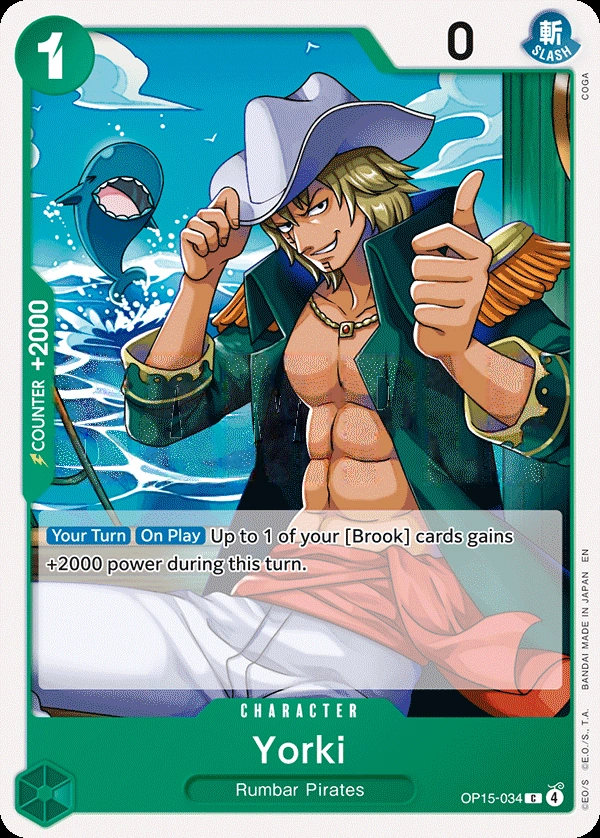 1
0
斬
SLASH
COGA
COUNTER +2000
Your Turn On Play Up to 1 of your [Brook] cards gains
+2000 power during this turn.
CHARACTER
Yorki
Rumbar Pirates
OP15-034 C 4
©E.O/S ©E.O./S., T.A. BANDAI MADE IN JAPAN EN